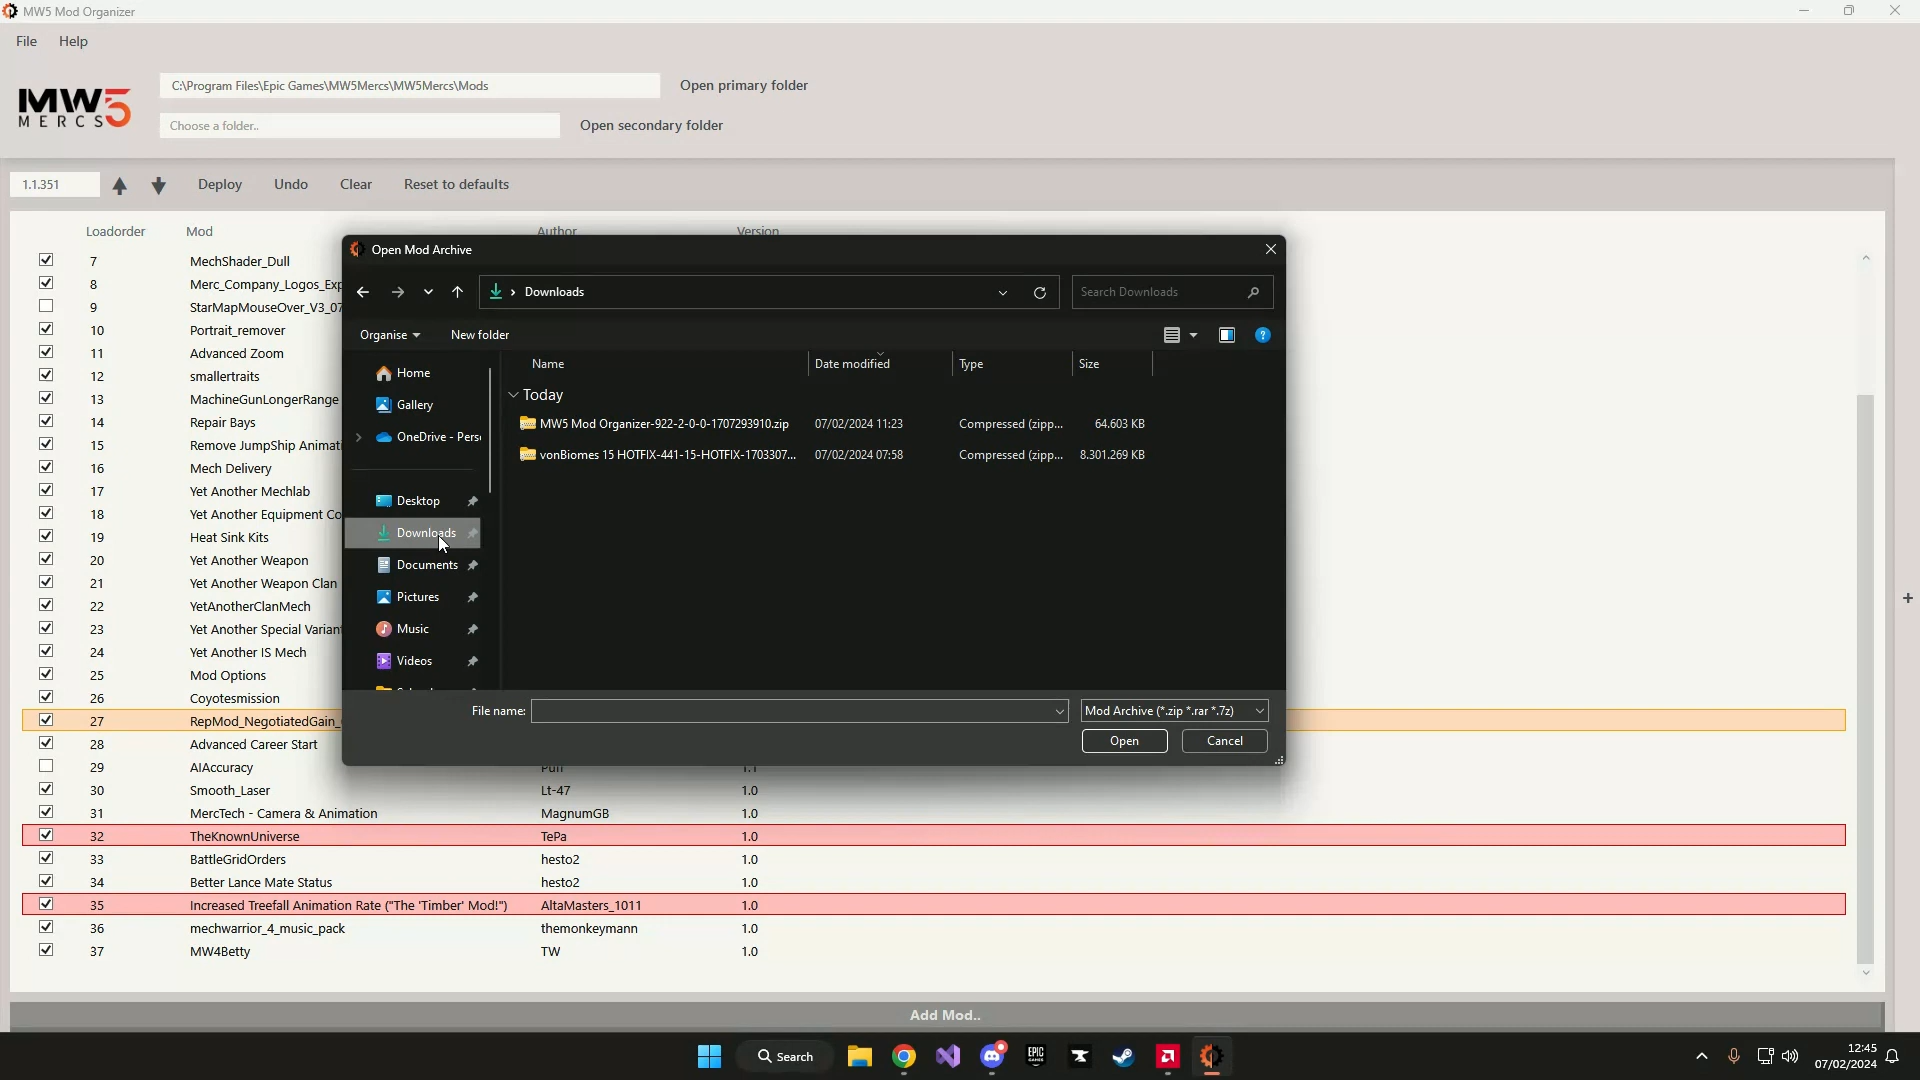 MW5 Mod Organizer
File Help
MW5
MERCS
C:\Program Files\Epic Games\MW5Mercs\MW5Mercs\Mods
Open primary folder
Choose a folder..
Open secondary folder
1.1.351 Deploy Undo Clear Reset to defaults
Loadorder Mod Author Version
7 MechShader_Dull
8 Merc_Company_Logos_Exp
9 StarMapMouseOver_V3_07
10 Portrait_remover
11 Advanced Zoom
12 smallertraits
13 MachineGunLongerRange
14 Repair Bays
15 Remove JumpShip Animati
16 Mech Delivery
17 Yet Another Mechlab
18 Yet Another Equipment Co
19 Heat Sink Kits
20 Yet Another Weapon
21 Yet Another Weapon Clan
22 YetAnotherClanMech
23 Yet Another Special Variant
24 Yet Another IS Mech
25 Mod Options
26 Coyotesmission
27 RepMod_NegotiatedGain_
28 Advanced Career Start
29 AIAccuracy Puff 1.1
30 Smooth_Laser Lt-47 1.0
31 MercTech - Camera & Animation MagnumGB 1.0
32 TheKnownUniverse TePa 1.0
33 BattleGridOrders hesto2 1.0
34 Better Lance Mate Status hesto2 1.0
35 Increased Treefall Animation Rate ("The 'Timber' Mod!") AltaMasters_1011 1.0
36 mechwarrior_4_music_pack themonkeymann 1.0
37 MW4Betty TW 1.0
Open Mod Archive
Downloads
Search Downloads
Organise New folder
Home
Gallery
OneDrive - Pers
Desktop
Downloads
Documents
Pictures
Music
Videos
Name Date modified Type Size
Today
MW5 Mod Organizer-922-2-0-0-1707293910.zip 07/02/2024 11:23 Compressed (zipp... 64.603 KB
vonBiomes 15 HOTFIX-441-15-HOTFIX-1703307... 07/02/2024 07:58 Compressed (zipp... 8.301.269 KB
File name: Mod Archive (*.zip *.rar *.7z)
Open Cancel
+
Add Mod..
Search
EPIC
GAMES
12:45
07/02/2024